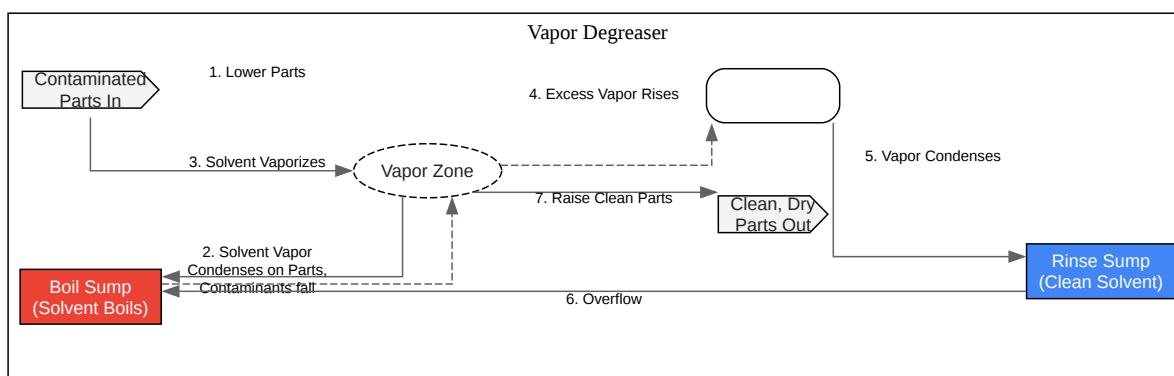 Vapor Degreaser
Contaminated
Parts In
1. Lower Parts
4. Excess Vapor Rises
3. Solvent Vaporizes
Vapor Zone
5. Vapor Condenses
7. Raise Clean Parts
Clean, Dry
Parts Out
2. Solvent Vapor
Condenses on Parts,
Contaminants fall
Boil Sump
(Solvent Boils)
Rinse Sump
(Clean Solvent)
6. Overflow